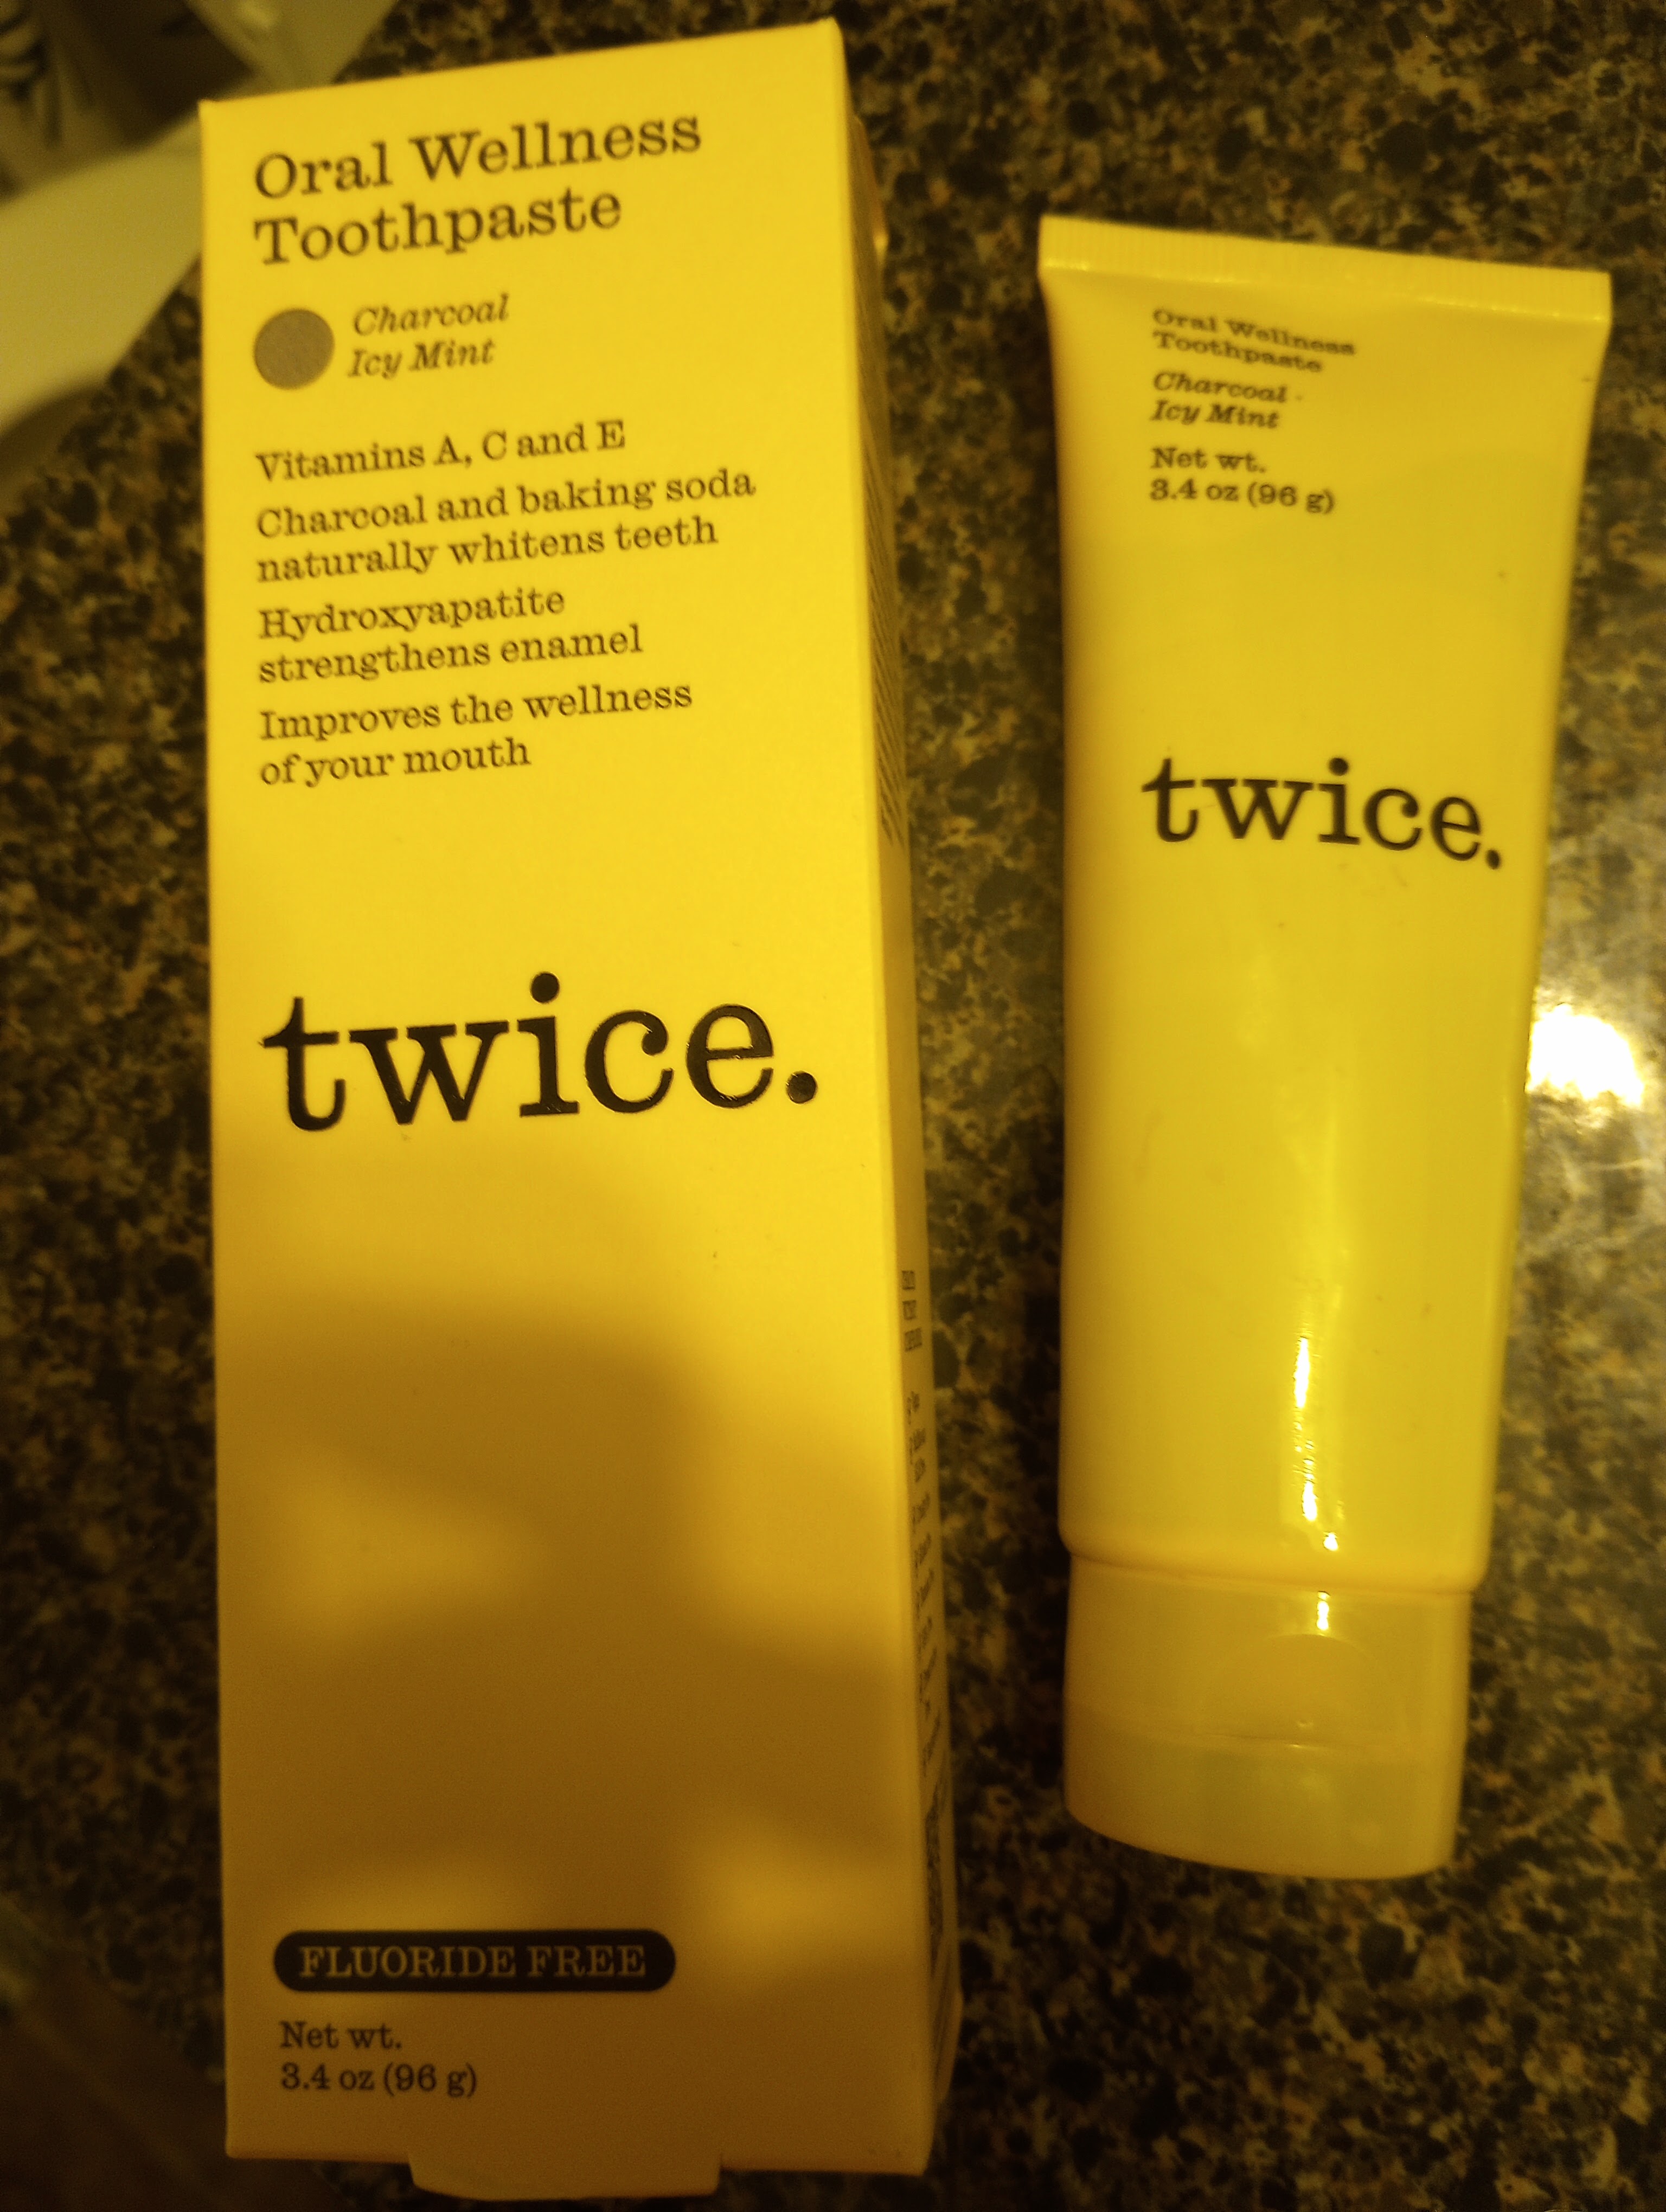 Oral Wellness
Toothpaste
Charcoal
Icy Mint
Vitamins A, C and E
Charcoal and baking soda
naturally whitens teeth
Hydroxyapatite
strengthens enamel
Improves the wellness
of your mouth
twice.
FLUORIDE FREE
Net wt.
3.4 oz (96 g)
Oral Wellness
Toothpaste
Charcoal
Icy Mint
Net wt.
3.4 oz (96 g)
twice.